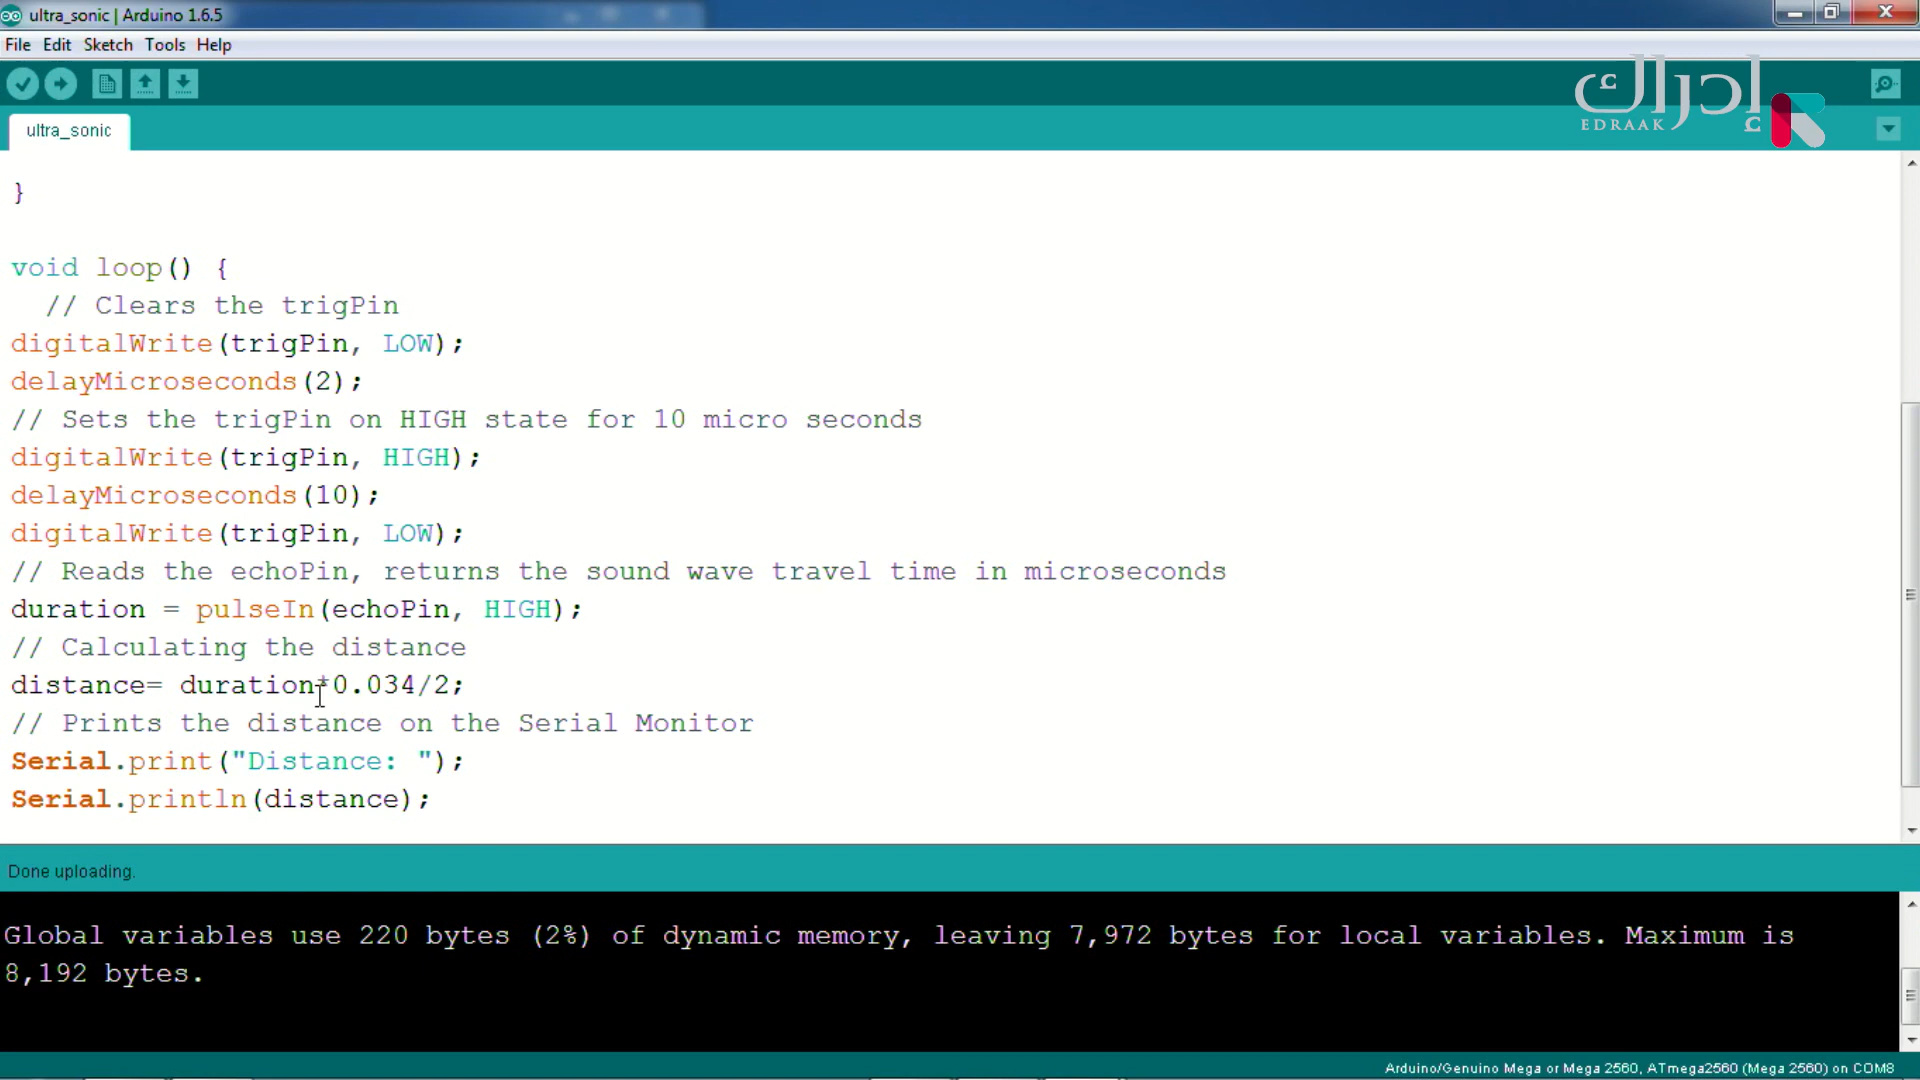 ultra_sonic | Arduino 1.6.5
File Edit Sketch Tools Help
إدراك
EDRAAK
ultra_sonic
}
void loop() {
// Clears the trigPin
digitalWrite(trigPin, LOW);
delayMicroseconds(2);
// Sets the trigPin on HIGH state for 10 micro seconds
digitalWrite(trigPin, HIGH);
delayMicroseconds(10);
digitalWrite(trigPin, LOW);
// Reads the echoPin, returns the sound wave travel time in microseconds
duration = pulseIn(echoPin, HIGH);
// Calculating the distance
distance= duration*0.034/2;
// Prints the distance on the Serial Monitor
Serial.print("Distance: ");
Serial.println(distance);
Done uploading.
Global variables use 220 bytes (2%) of dynamic memory, leaving 7,972 bytes for local variables. Maximum is
8,192 bytes.
Arduino/Genuino Mega or Mega 2560, ATmega2560 (Mega 2560) on COM8